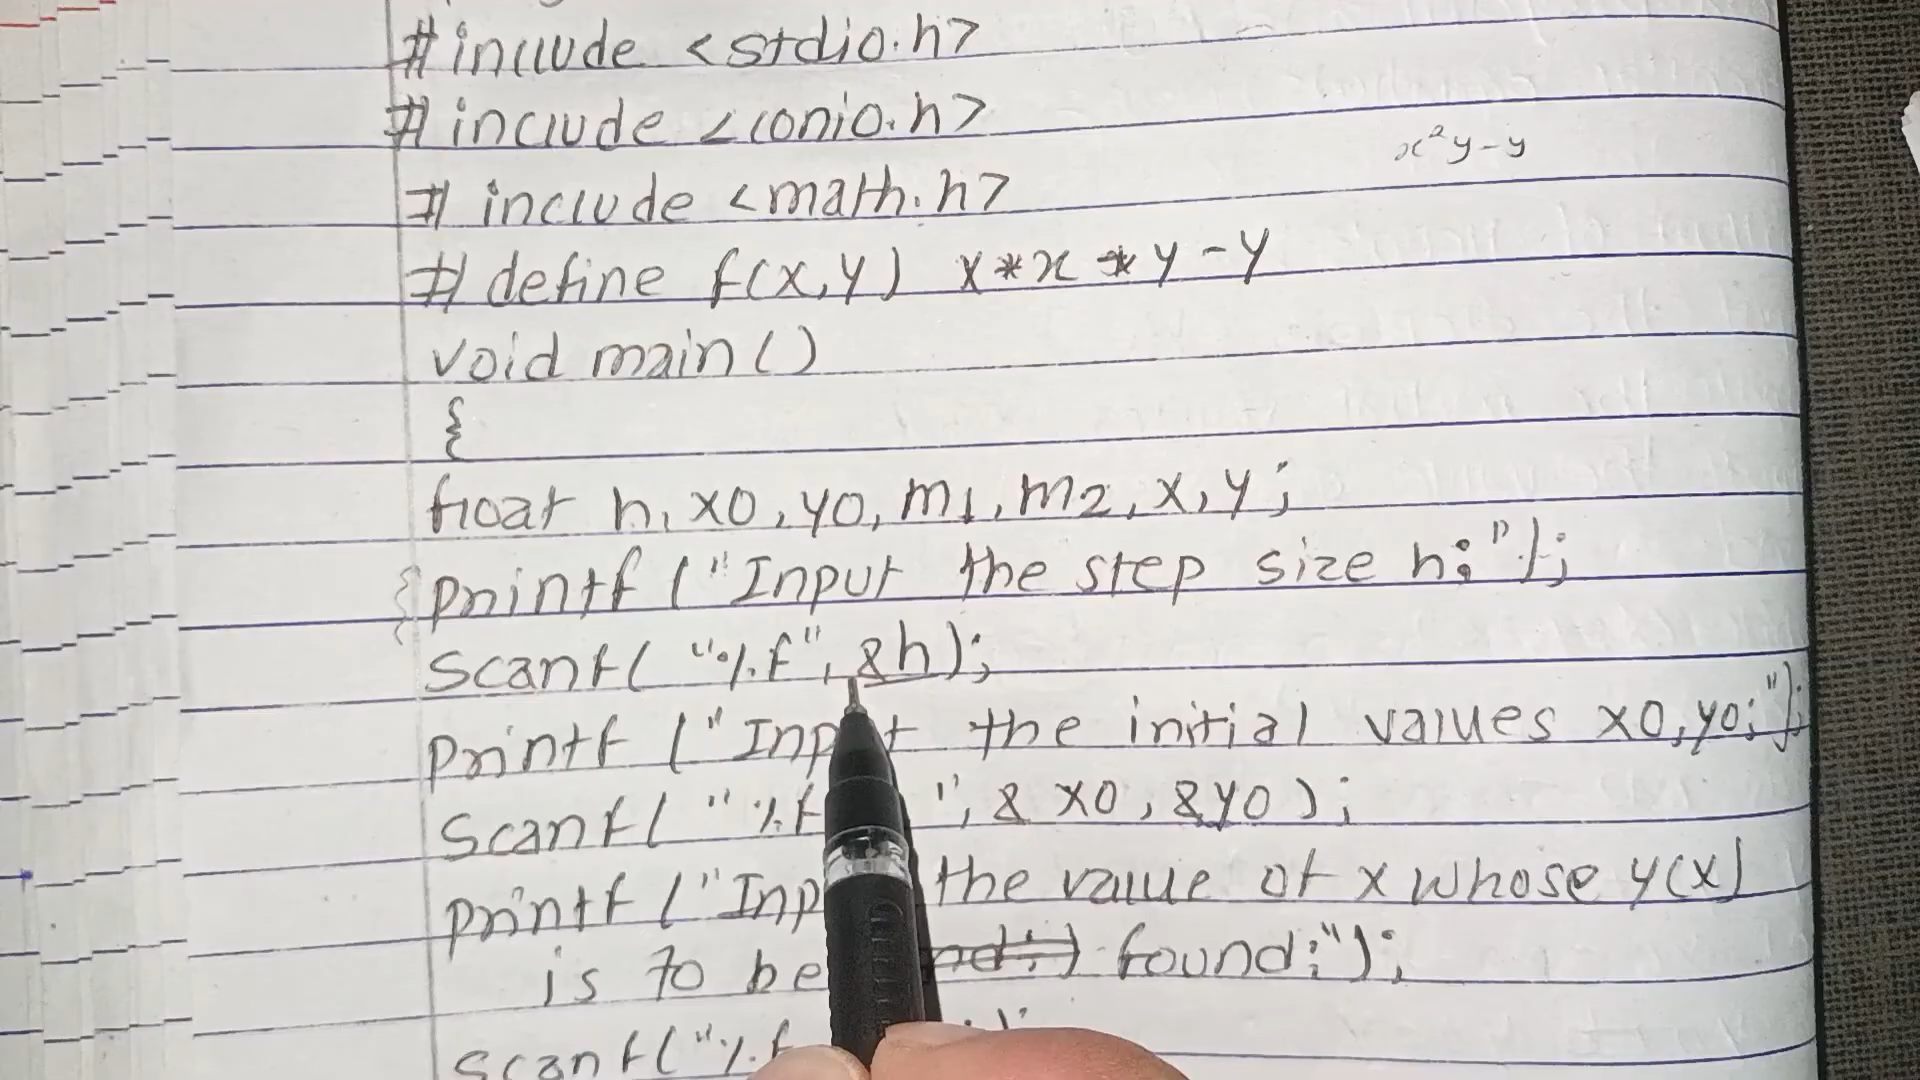 #include <stdio.h>
#include <conio.h>
x²y-y
# include <math.h>
# define f(x,y) x*x*y-y
void main()
{
float h, x0, y0, m1, m2, x, y;
printf ("Input the step size h:");
scanf( "%f", &h);
printf ("Input the initial values x0,y0:");
scanf( "%f ", & x0, &y0 );
printf ("Inp the value of x whose y(x)
is to be found:");
scanf("%f );